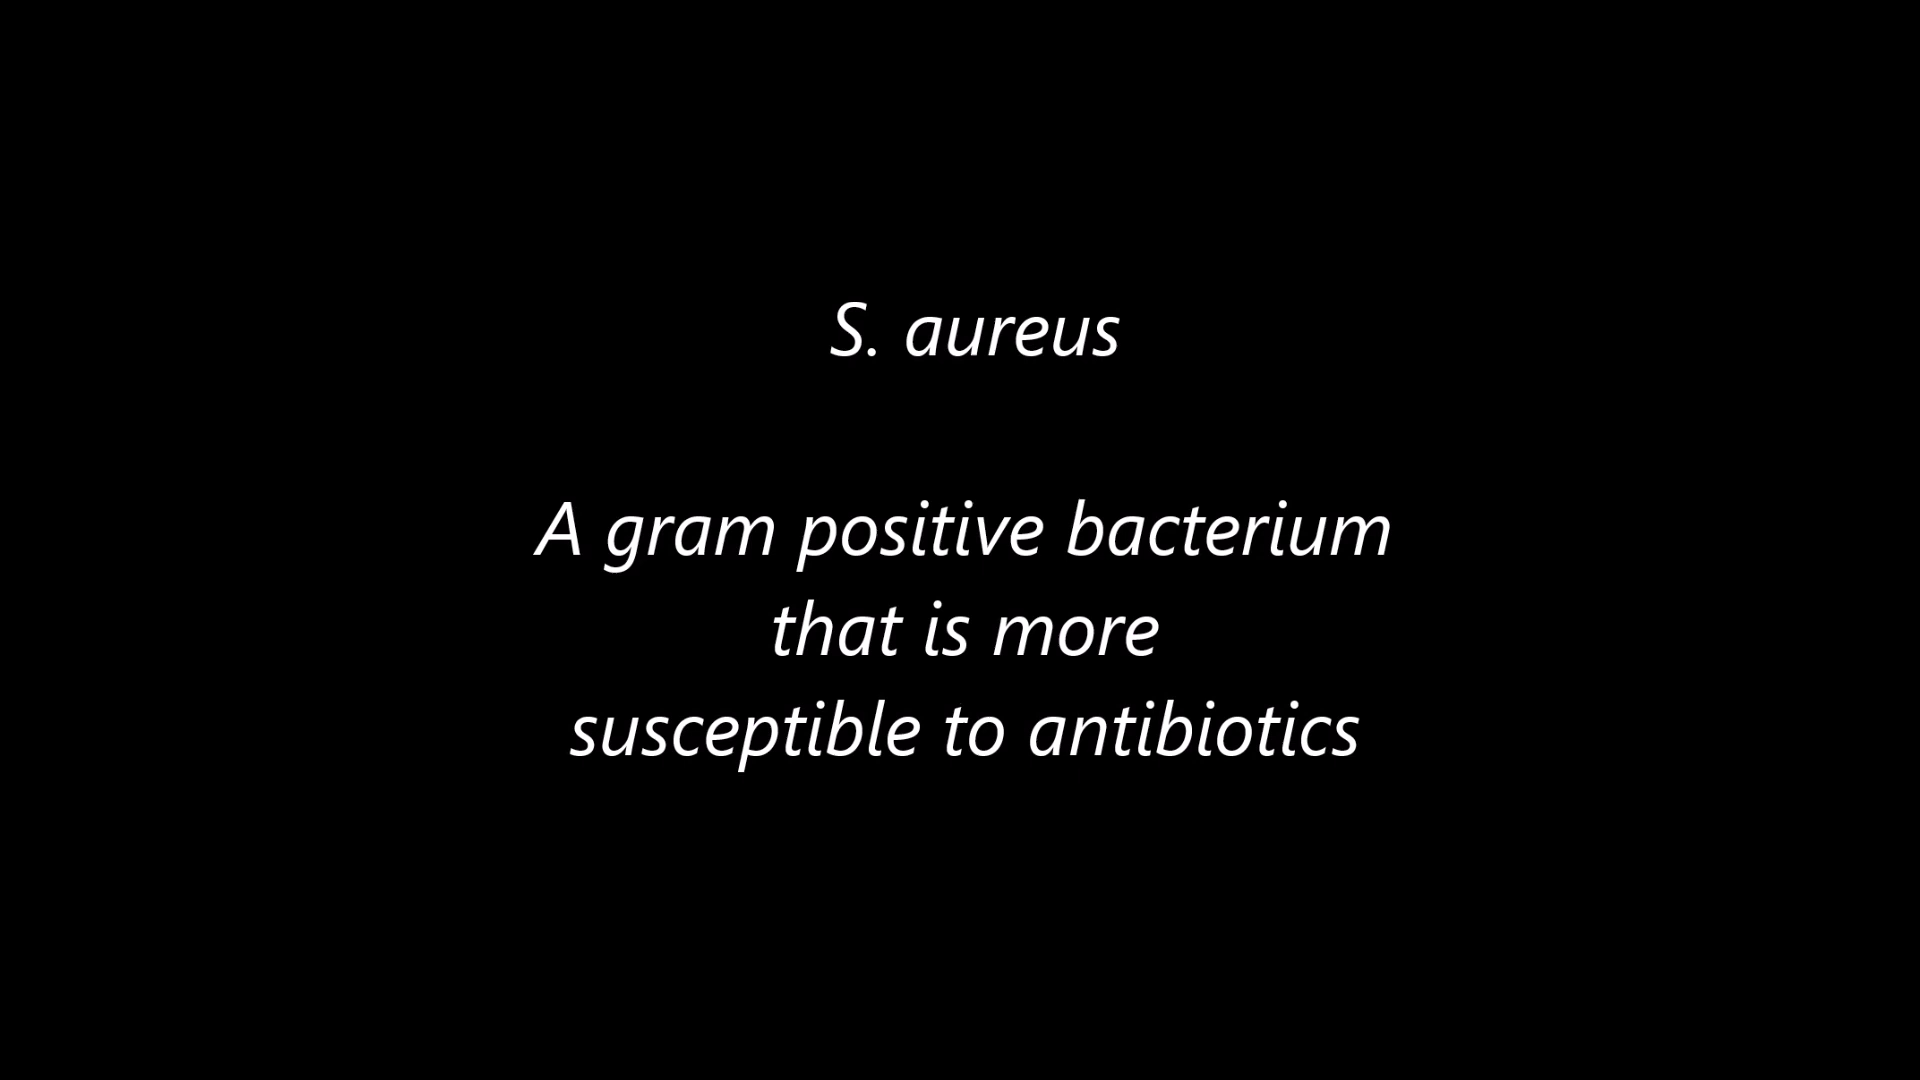 S. aureus
A gram positive bacterium
that is more
susceptible to antibiotics